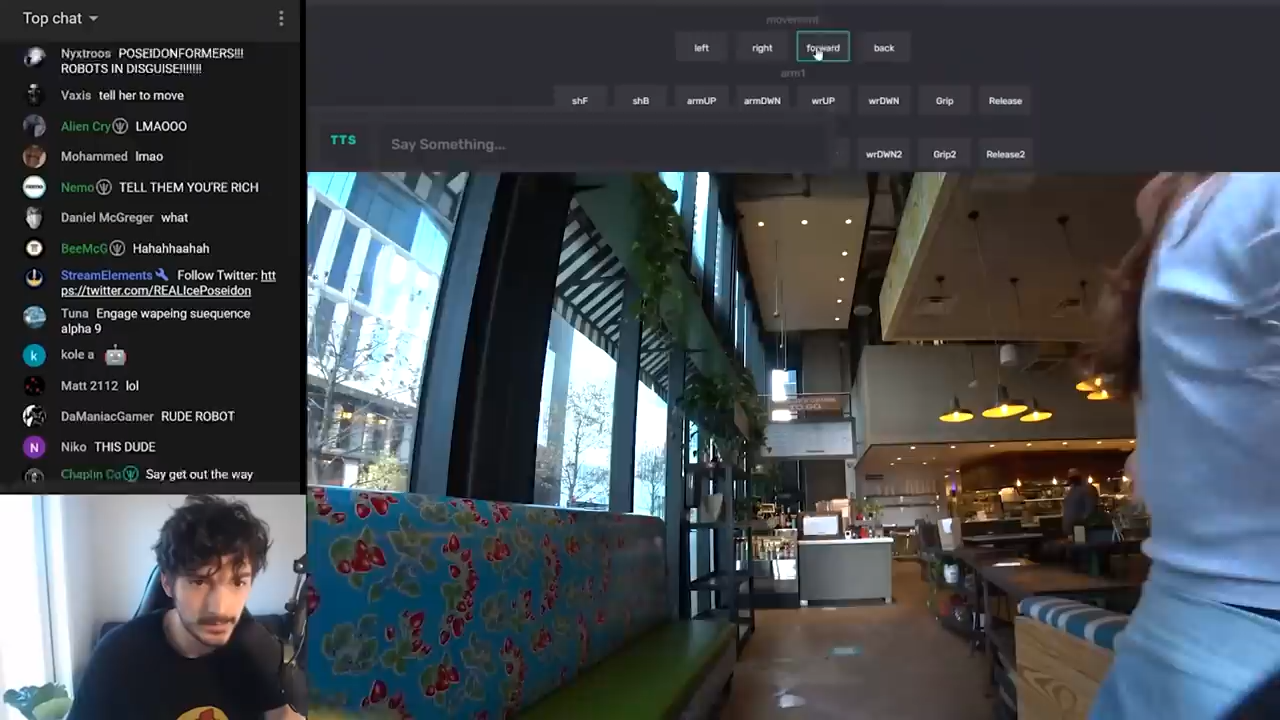 Top chat
Nyxtroos POSEIDONFORMERS!!!
ROBOTS IN DISGUISE!!!!!!!
Vaxis tell her to move
Alien Cry LMAOOO
Mohammed lmao
Nemo TELL THEM YOU'RE RICH
Daniel McGreger what
BeeMcG Hahahhaahah
StreamElements Follow Twitter: htt
ps://twitter.com/REALIcePoseidon
Tuna Engage wapeing suequence
alpha 9
kole a
Matt 2112 lol
DaManiacGamer RUDE ROBOT
N Niko THIS DUDE
Chaplin Co Say get out the way
movement
left right forward back
arm1
shF shB armUP armDWN wrUP wrDWN Grip Release
TTS Say Something...
wrDWN2 Grip2 Release2
TO GO